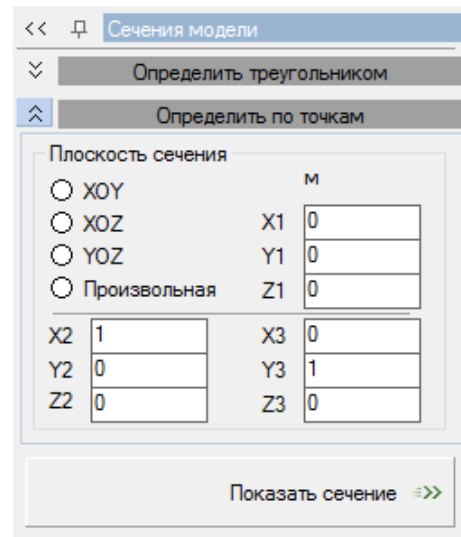 << Сечения модели
Определить треугольником
Определить по точкам
Плоскость сечения
м
XOY
XOZ X1 0
YOZ Y1 0
Произвольная Z1 0
X2 1 X3 0
Y2 0 Y3 1
Z2 0 Z3 0
Показать сечение